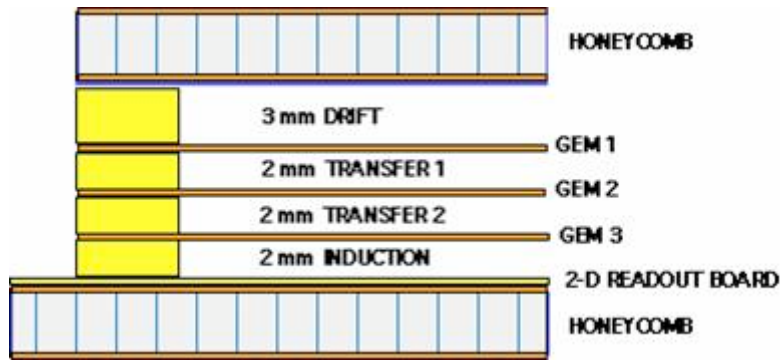 HONEYCOMB
3 mm DRIFT
GEM 1
2 mm TRANSFER 1
GEM 2
2 mm TRANSFER 2
GEM 3
2 mm INDUCTION
2-D READOUT BOARD
HONEYCOMB